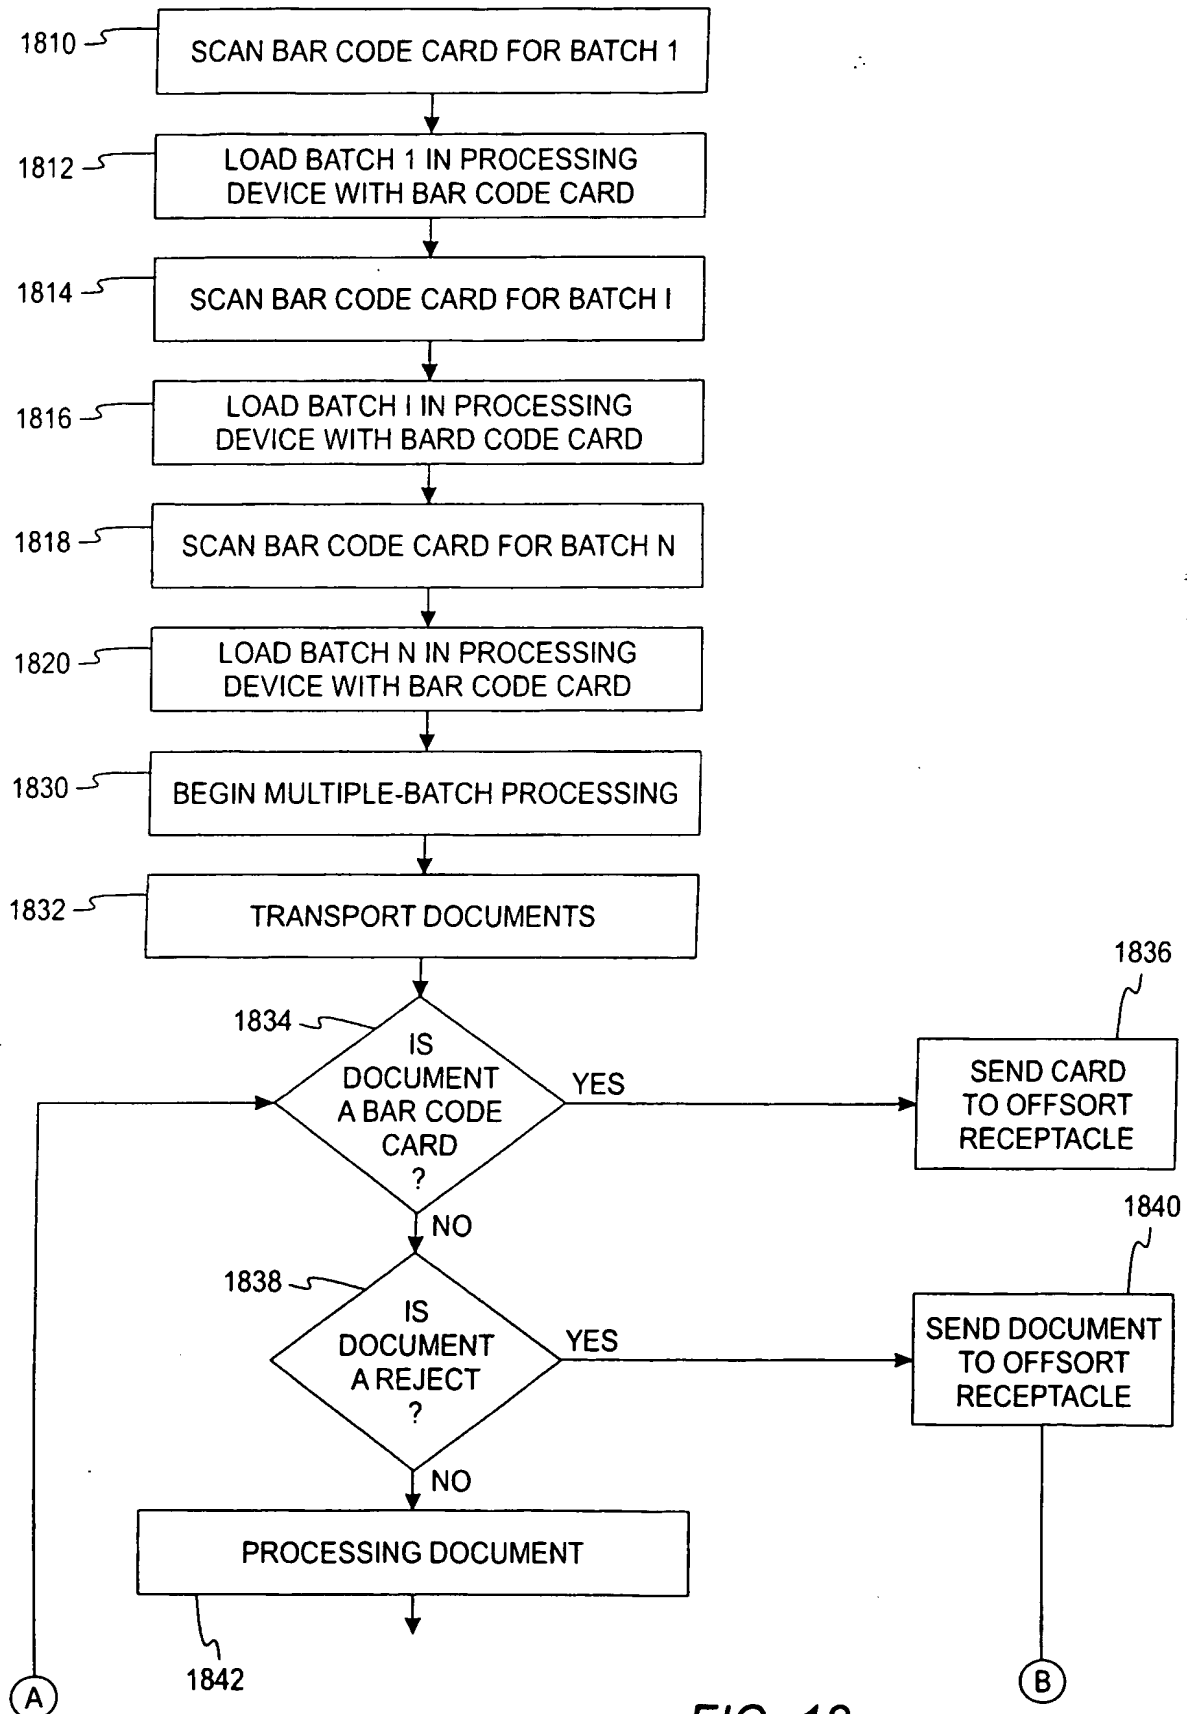 1810
SCAN BAR CODE CARD FOR BATCH 1
1812
LOAD BATCH 1 IN PROCESSING
DEVICE WITH BAR CODE CARD
1814
SCAN BAR CODE CARD FOR BATCH I
1816
LOAD BATCH I IN PROCESSING
DEVICE WITH BARD CODE CARD
1818
SCAN BAR CODE CARD FOR BATCH N
1820
LOAD BATCH N IN PROCESSING
DEVICE WITH BAR CODE CARD
1830
BEGIN MULTIPLE-BATCH PROCESSING
1832
TRANSPORT DOCUMENTS
1834
IS
DOCUMENT
A BAR CODE
CARD
?
YES
1836
SEND CARD
TO OFFSORT
RECEPTACLE
NO
1838
IS
DOCUMENT
A REJECT
?
YES
1840
SEND DOCUMENT
TO OFFSORT
RECEPTACLE
NO
PROCESSING DOCUMENT
1842
A
B